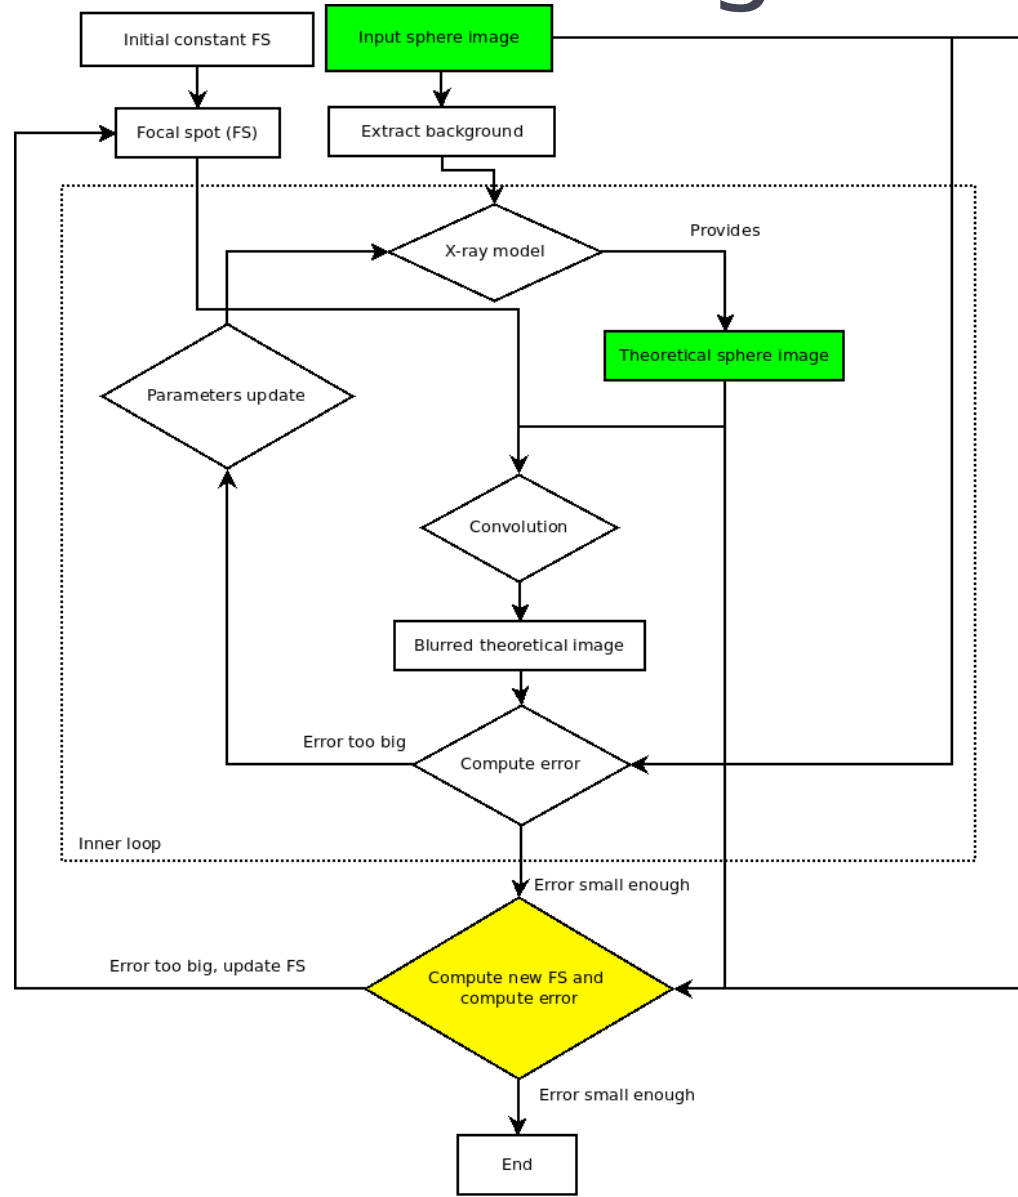 Initial constant FS
Input sphere image
Focal spot (FS)
Extract background
X-ray model
Provides
Theoretical sphere image
Parameters update
Convolution
Blurred theoretical image
Error too big
Compute error
Inner loop
Error small enough
Error too big, update FS
Compute new FS and
compute error
Error small enough
End